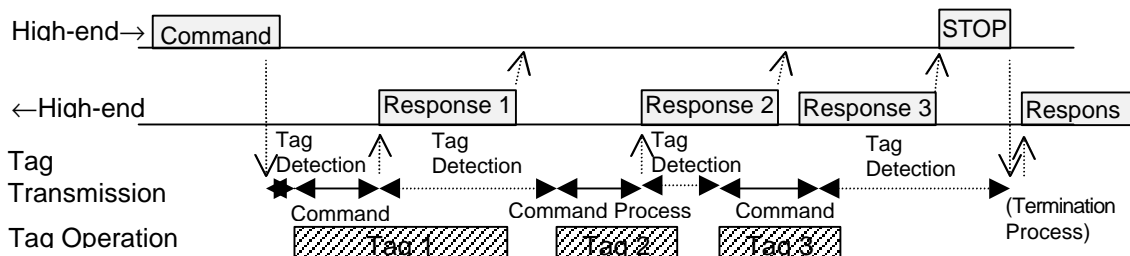 High-end→ Command STOP
←High-end Response 1 Response 2 Response 3 Respons
Tag Detection
Tag Detection
Tag Detection
Tag Detection
Tag Transmission
Command
Command Process
Command
(Termination Process)
Tag Operation
Tag 1
Tag 2
Tag 3